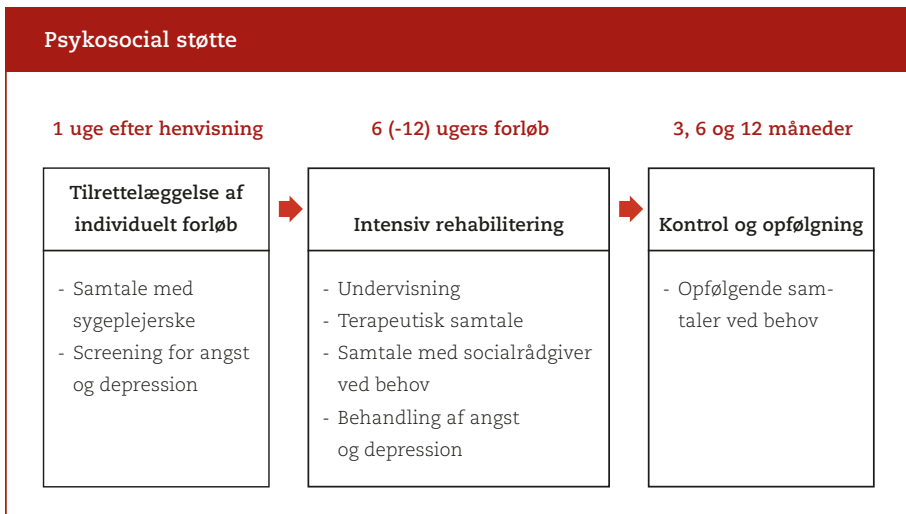 Psykosocial støtte
1 uge efter henvisning
Tilrettelæggelse af
individuelt forløb
- Samtale med
sygeplejerske
- Screening for angst
og depression
6 (-12) ugers forløb
Intensiv rehabilitering
- Undervisning
- Terapeutisk samtale
- Samtale med socialrådgiver
ved behov
- Behandling af angst
og depression
3, 6 og 12 måneder
Kontrol og opfølgning
- Opfølgende sam-
taler ved behov